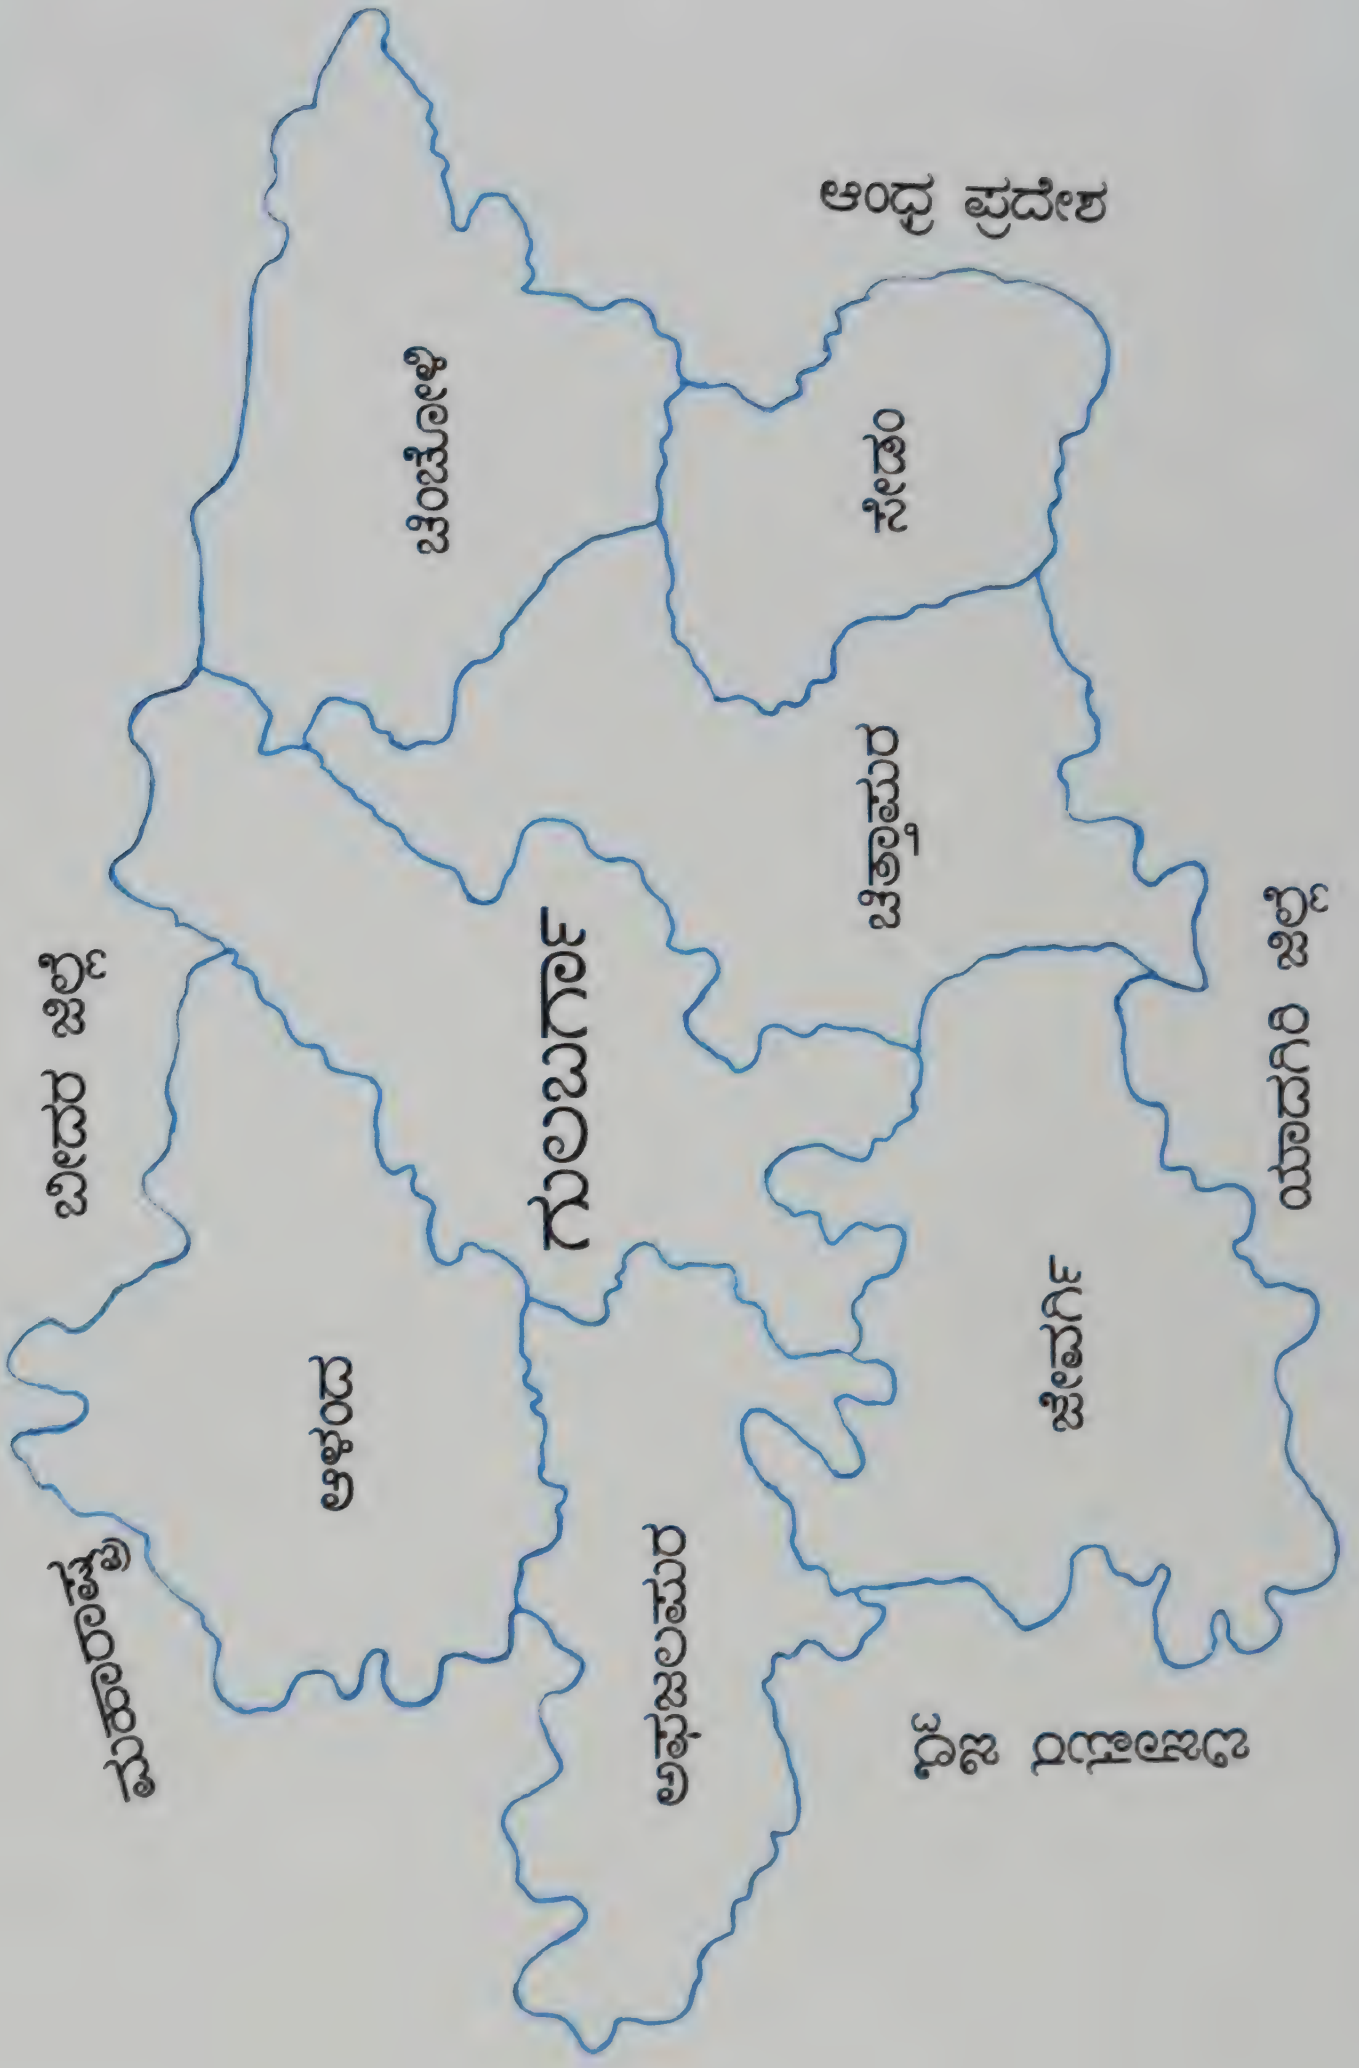 ಬೀದರ ಜಿಲ್ಲೆ
ಮಹಾರಾಷ್ಟ್ರ
ಆಳಂದ
ಚಿಂಚೋಳಿ
ಗುಲಬರ್ಗಾ
ಅಫಜಲಪುರ
ಚಿತ್ತಾಪುರ
ಸೇಡಂ
ಆಂಧ್ರ ಪ್ರದೇಶ
ಜೇವರ್ಗಿ
ಬಿಜಾಪುರ ಜಿಲ್ಲೆ
ಯಾದಗಿರಿ ಜಿಲ್ಲೆ